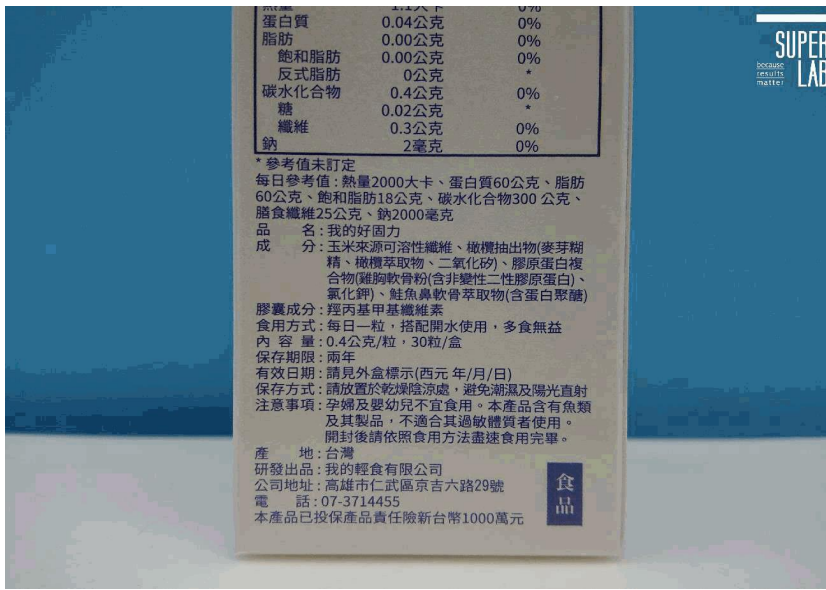 熱量 1.1大卡 0%
蛋白質 0.04公克 0%
脂肪 0.00公克 0%
飽和脂肪 0.00公克 0%
反式脂肪 0公克 *
碳水化合物 0.4公克 0%
糖 0.02公克 *
纖維 0.3公克 0%
鈉 2毫克 0%
* 參考值未訂定
每日參考值:熱量2000大卡、蛋白質60公克、脂肪
60公克、飽和脂肪18公克、碳水化合物300 公克、
膳食纖維25公克、鈉2000毫克
品 名:我的好固力
成 分:玉米來源可溶性纖維、橄欖抽出物(麥芽糊
精、橄欖萃取物、二氧化矽)、膠原蛋白複
合物(雞胸軟骨粉(含非變性二性膠原蛋白)、
氯化鉀)、鮭魚鼻軟骨萃取物(含蛋白聚醣)
膠囊成分:羥丙基甲基纖維素
食用方式:每日一粒，搭配開水使用，多食無益
內 容 量:0.4公克/粒，30粒/盒
保存期限:兩年
有效日期:請見外盒標示(西元 年/月/日)
保存方式:請放置於乾燥陰涼處，避免潮濕及陽光直射
注意事項:孕婦及嬰幼兒不宜食用。本產品含有魚類
及其製品，不適合其過敏體質者使用。
開封後請依照食用方法盡速食用完畢。
產 地:台灣
研發出品:我的輕食有限公司
公司地址:高雄市仁武區京吉六路29號
電 話:07-3714455
本產品已投保產品責任險新台幣1000萬元
食品
SUPER
LAB
because
results
matter